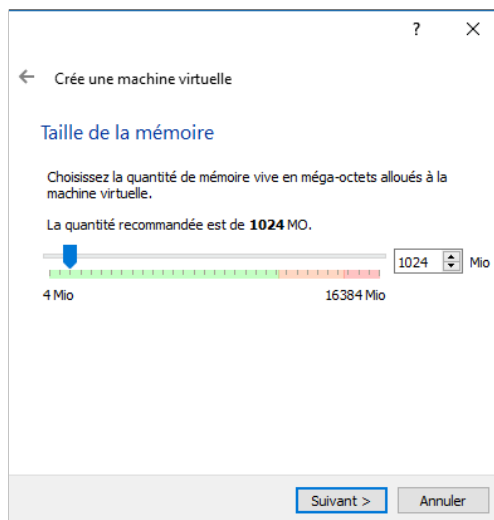 ?
Crée une machine virtuelle
Taille de la mémoire
Choisissez la quantité de mémoire vive en méga-octets alloués à la
machine virtuelle.
La quantité recommandée est de 1024 MO.
1024 Mio
4 Mio 16384 Mio
Suivant > Annuler